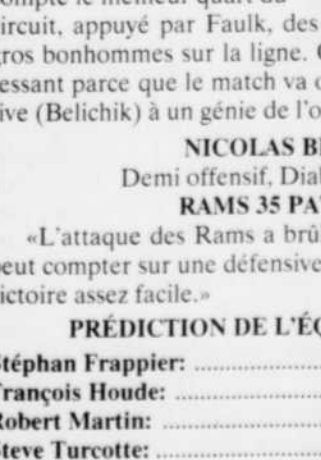 compte le meilleur quart du
circuit, appuyé par Faulk, des
gros bonhommes sur la ligne.
essant parce que le match va
ive (Belichik) à un génie de l'o
NICOLAS B
Demi offensif, Dia
RAMS 35 PA
«L'attaque des Rams a brû
peut compter sur une défensive
victoire assez facile.»
PRÉDICTION DE L'ÉQ
Stéphan Frappier:
François Houde:
Robert Martin:
Steve Turcotte: